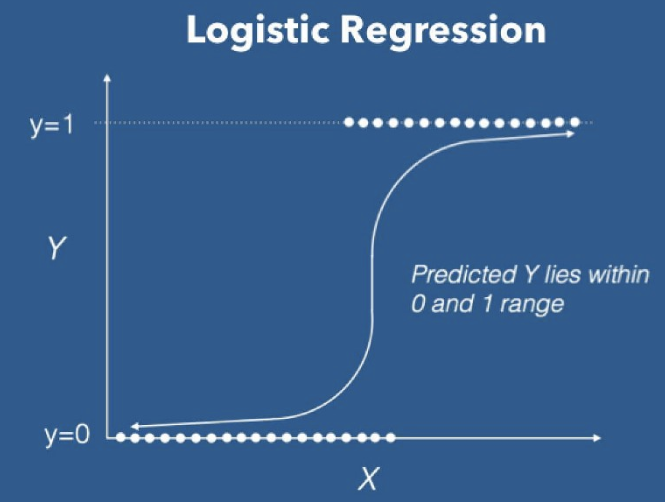 Logistic Regression
y=1
Y
Predicted Y lies within
0 and 1 range
y=0
X